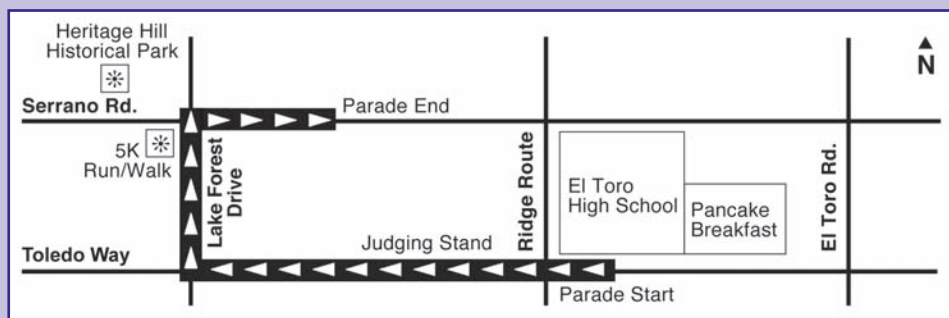 Heritage Hill
Historical Park
N
Serrano Rd.
Parade End
5K
Run/Walk
Lake Forest
Drive
Ridge Route
El Toro
High School
Pancake
Breakfast
El Toro Rd.
Judging Stand
Toledo Way
Parade Start